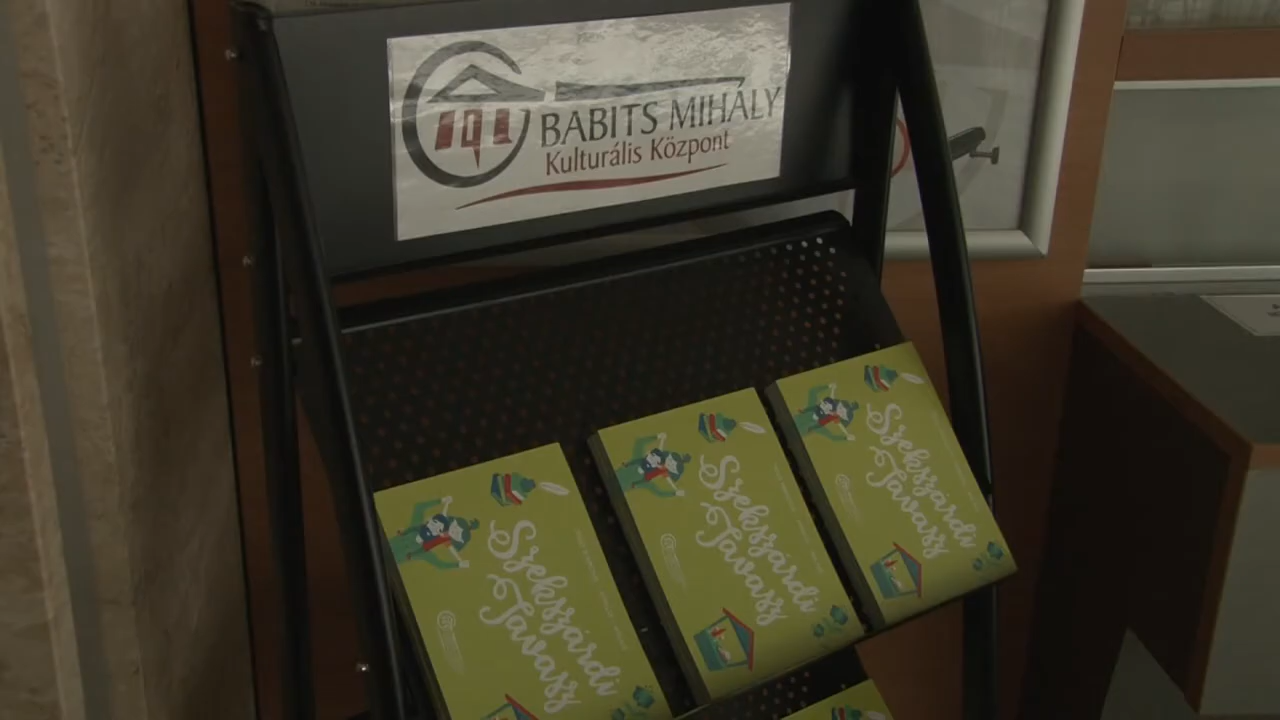 BABITS MIHÁLY
Kulturális Központ
Szekszárdi
Tavasz
Szekszárdi
Tavasz
Szekszárdi
Tavasz